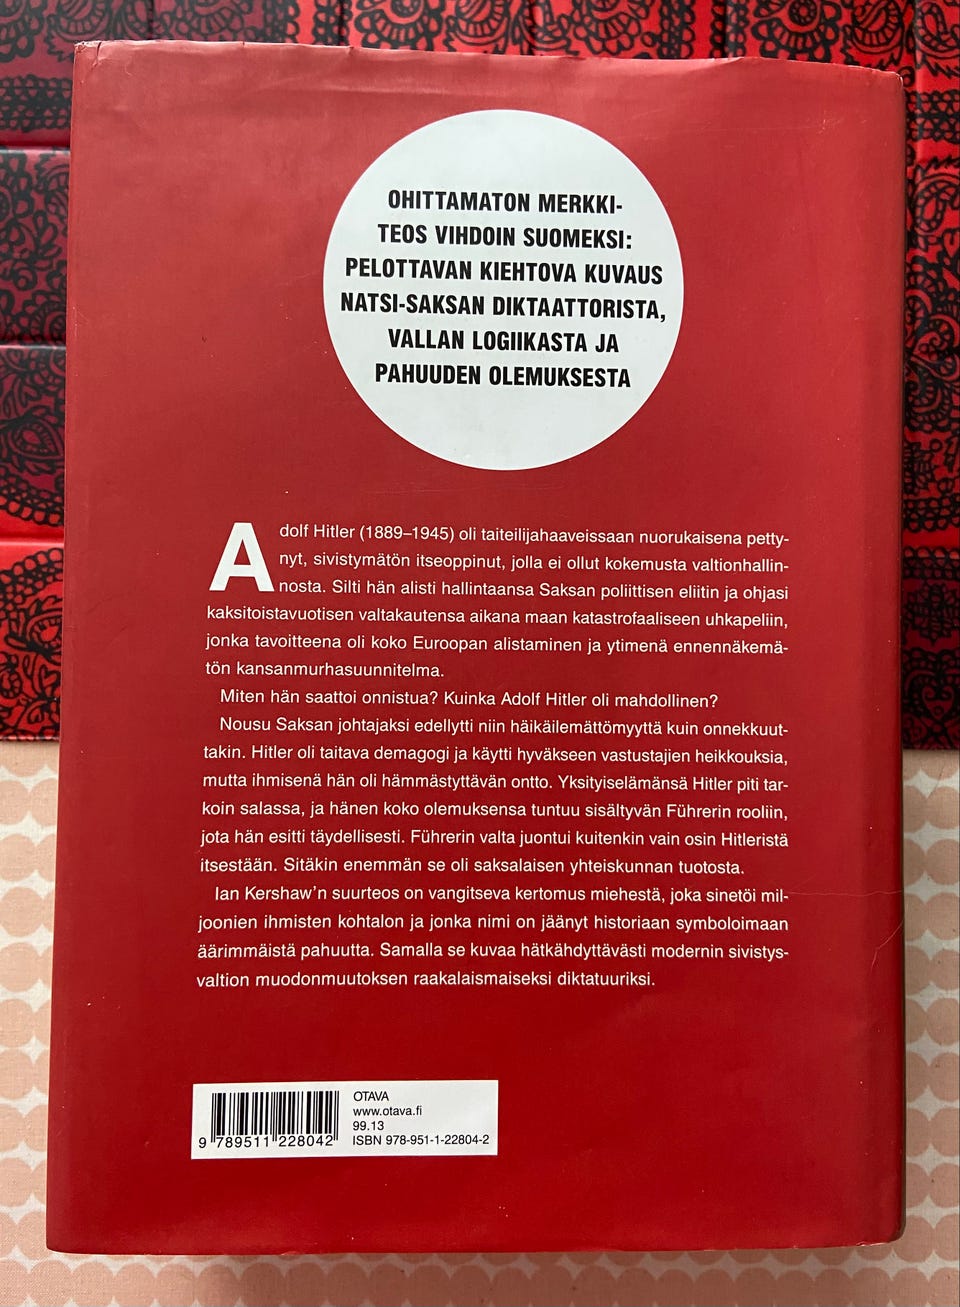 OHITTAMATON MERKKI-
TEOS VIHDOIN SUOMEKSI:
PELOTTAVAN KIEHTOVA KUVAUS
NATSI-SAKSAN DIKTAATTORISTA,
VALLAN LOGIIKASTA JA
PAHUUDEN OLEMUKSESTA
Adolf Hitler (1889–1945) oli taiteilijahaaveissaan nuorukaisena petty-
nyt, sivistymätön itseoppinut, jolla ei ollut kokemusta valtionhallin-
nosta. Silti hän alisti hallintaansa Saksan poliittisen eliitin ja ohjasi
kaksitoistavuotisen valtakautensa aikana maan katastrofaaliseen uhkapeliin,
jonka tavoitteena oli koko Euroopan alistaminen ja ytimenä ennennäkemä-
tön kansanmurhasuunnitelma.
Miten hän saattoi onnistua? Kuinka Adolf Hitler oli mahdollinen?
Nousu Saksan johtajaksi edellytti niin häikäilemättömyyttä kuin onnekkuut-
takin. Hitler oli taitava demagogi ja käytti hyväkseen vastustajien heikkouksia,
mutta ihmisenä hän oli hämmästyttävän ontto. Yksityiselämänsä Hitler piti tar-
koin salassa, ja hänen koko olemuksensa tuntuu sisältyvän Führerin rooliin,
jota hän esitti täydellisesti. Führerin valta juontui kuitenkin vain osin Hitleristä
itsestään. Sitäkin enemmän se oli saksalaisen yhteiskunnan tuotosta.
Ian Kershaw'n suurteos on vangitseva kertomus miehestä, joka sinetöi mil-
joonien ihmisten kohtalon ja jonka nimi on jäänyt historiaan symboloimaan
äärimmäistä pahuutta. Samalla se kuvaa hätkähdyttävästi modernin sivistys-
valtion muodonmuutoksen raakalaismaiseksi diktatuuriksi.
OTAVA
www.otava.fi
99.13
ISBN 978-951-1-22804-2
9 789511 228042